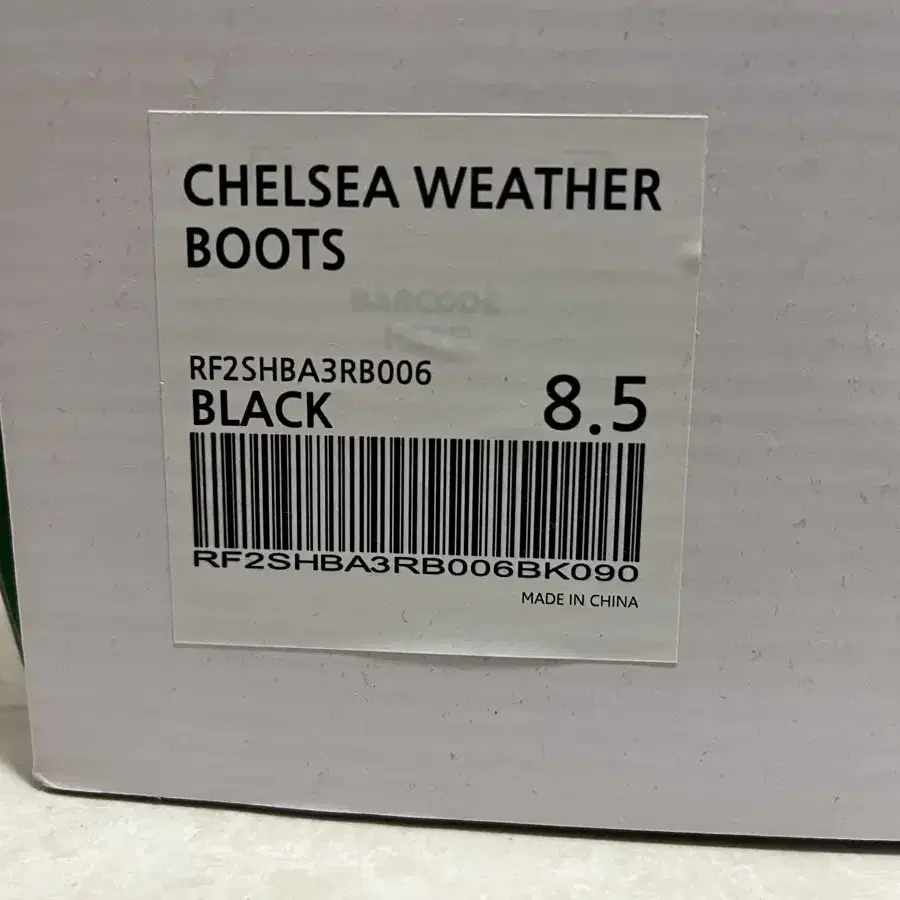 CHELSEA WEATHER
BOOTS
RF2SHBA3RB006
BLACK
8.5
RF2SHBA3RB006BK090
MADE IN CHINA